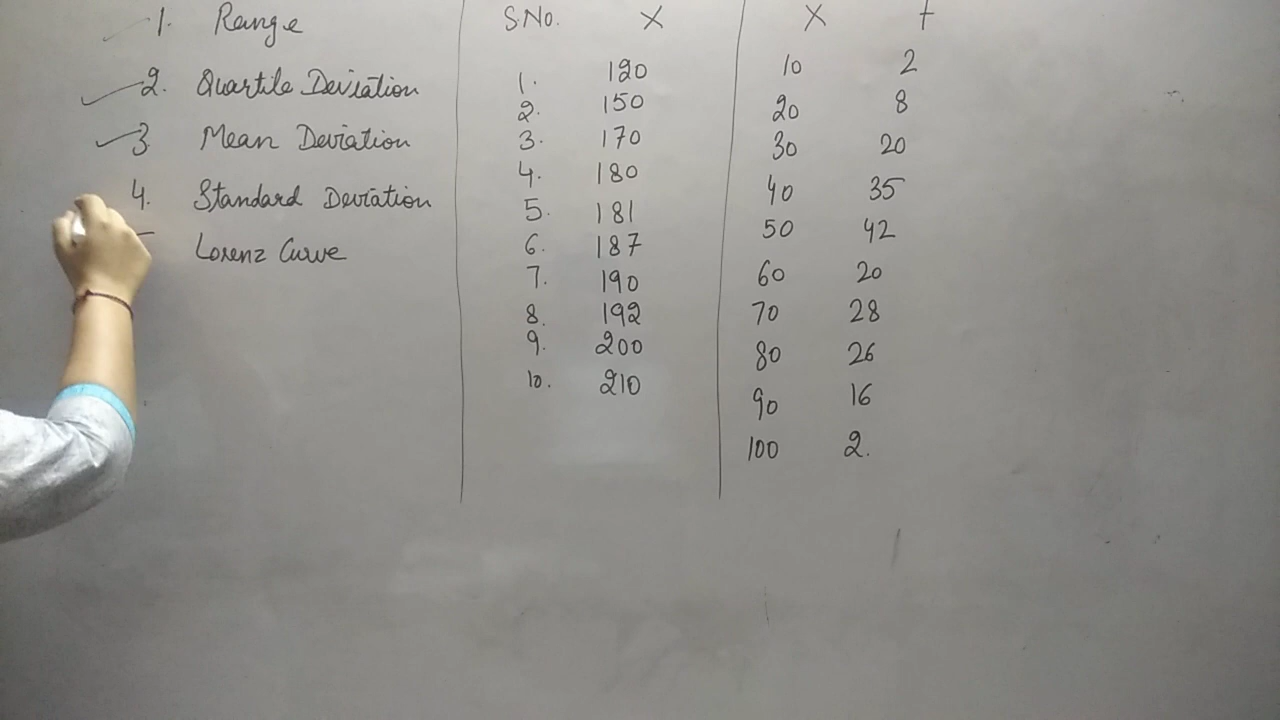 1. Range
2. Quartile Deviation
3. Mean Deviation
4. Standard Deviation
Lorenz Curve
S.No. X
1. 120
2. 150
3. 170
4. 180
5. 181
6. 187
7. 190
8. 192
9. 200
10. 210
X f
10 2
20 8
30 20
40 35
50 42
60 20
70 28
80 26
90 16
100 2.